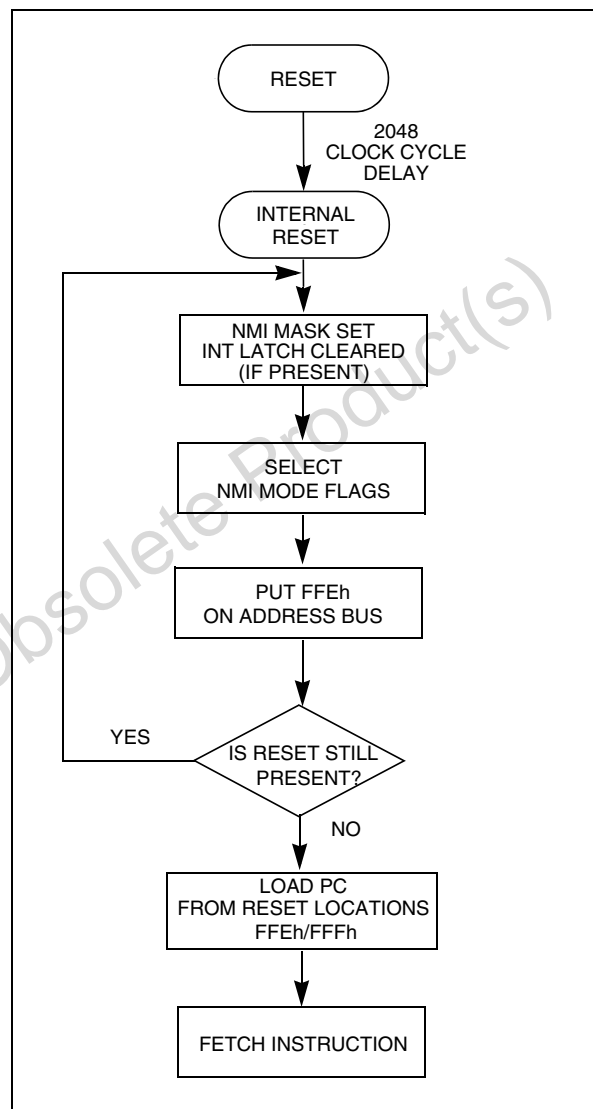 RESET
2048
CLOCK CYCLE
DELAY
INTERNAL
RESET
NMI MASK SET
INT LATCH CLEARED
(IF PRESENT)
SELECT
NMI MODE FLAGS
PUT FFEh
ON ADDRESS BUS
YES
IS RESET STILL
PRESENT?
NO
LOAD PC
FROM RESET LOCATIONS
FFEh/FFFh
FETCH INSTRUCTION
Obsolete Product(s)